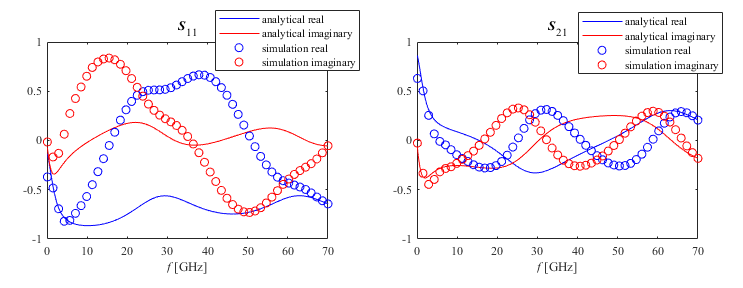 S11
analytical real
analytical imaginary
simulation real
simulation imaginary
1
0.5
0
-0.5
-1
0 10 20 30 40 50 60 70
f [GHz]
S21
analytical real
analytical imaginary
simulation real
simulation imaginary
1
0.5
0
-0.5
-1
0 10 20 30 40 50 60 70
f [GHz]